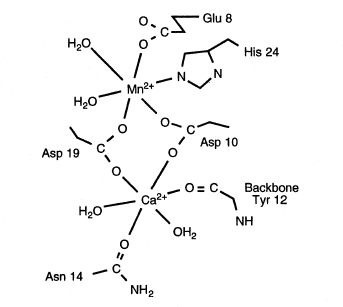 O
Glu 8
H₂O
C
O
His 24
Mn²⁺
N
N
H₂O
O
O
C
Asp 19
C
Asp 10
O
O
O
C
Backbone
Tyr 12
Ca²⁺
H₂O
NH
OH₂
O
Asn 14
C
NH₂